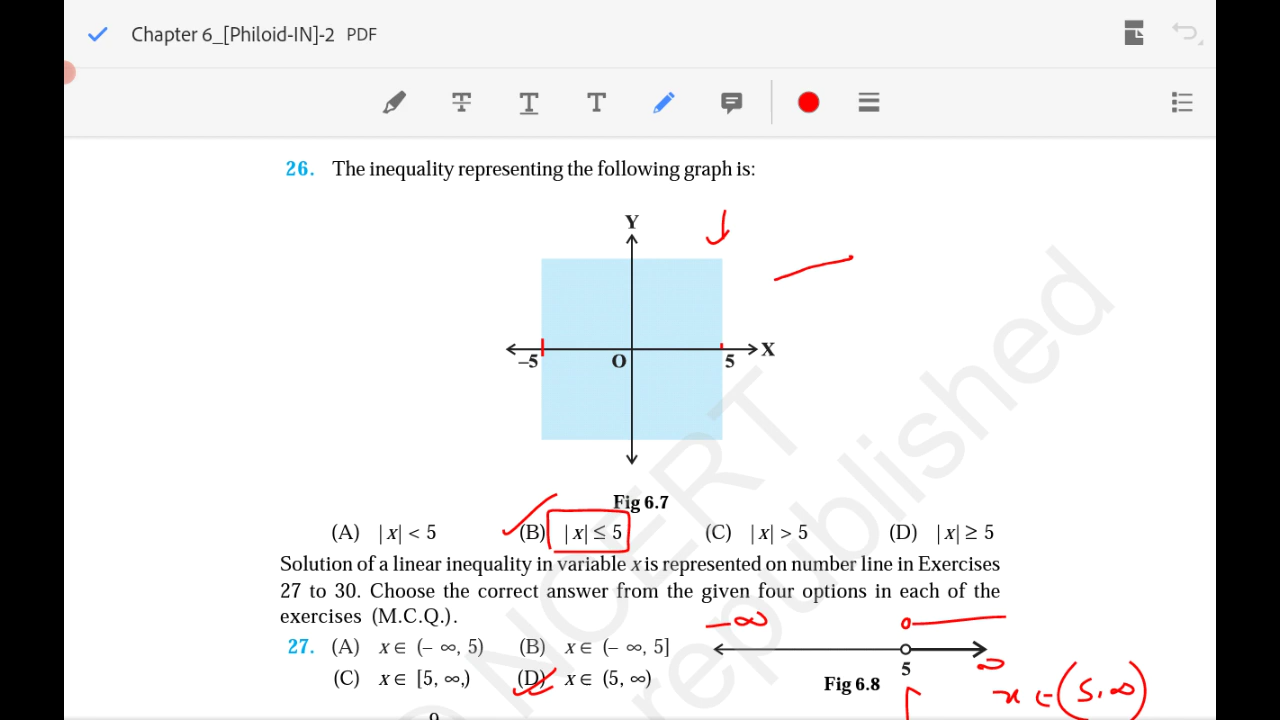 Chapter 6_[Philoid-IN]-2 PDF
26. The inequality representing the following graph is:
Y
X
–5
O
5
Fig 6.7
(A) |x| < 5 (B) |x| ≤ 5 (C) |x| > 5 (D) |x| ≥ 5
Solution of a linear inequality in variable x is represented on number line in Exercises
27 to 30. Choose the correct answer from the given four options in each of the
exercises (M.C.Q.).
–∞
27. (A) x∈ (– ∞, 5) (B) x∈ (– ∞, 5]
5
∞
(C) x∈ [5, ∞,) (D) x∈ (5, ∞)
Fig 6.8
x ∈ (5, ∞)
NCERT
republished